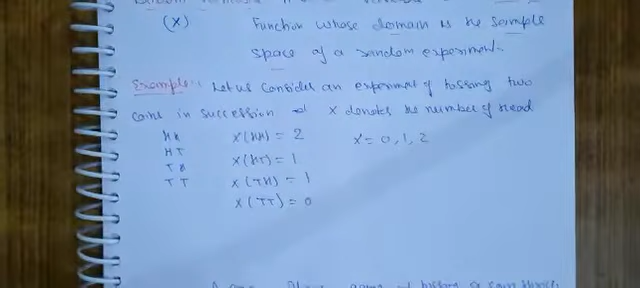 (X) Function whose domain is the sample
space of a random experiment.
Example:- Let us consider an experiment of tossing two
coins in succession X denotes the number of Head
HH X(HH) = 2 X = 0, 1, 2
HT X(HT) = 1
TH X(TH) = 1
TT X(TT) = 0